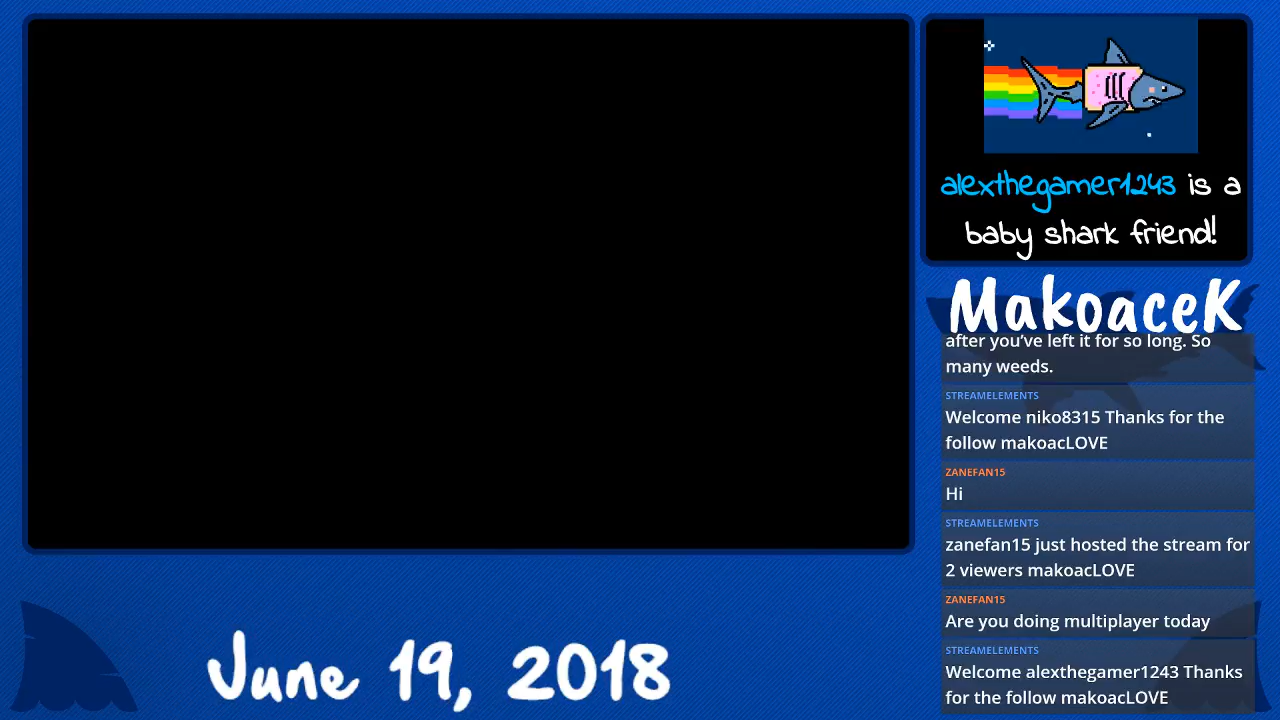 alexthegamer1243 is a
baby shark friend!
MakoaceK
after you've left it for so long. So
many weeds.
STREAMELEMENTS
Welcome niko8315 Thanks for the
follow makoacLOVE
ZANEFAN15
Hi
STREAMELEMENTS
zanefan15 just hosted the stream for
2 viewers makoacLOVE
ZANEFAN15
Are you doing multiplayer today
STREAMELEMENTS
Welcome alexthegamer1243 Thanks
for the follow makoacLOVE
June 19, 2018